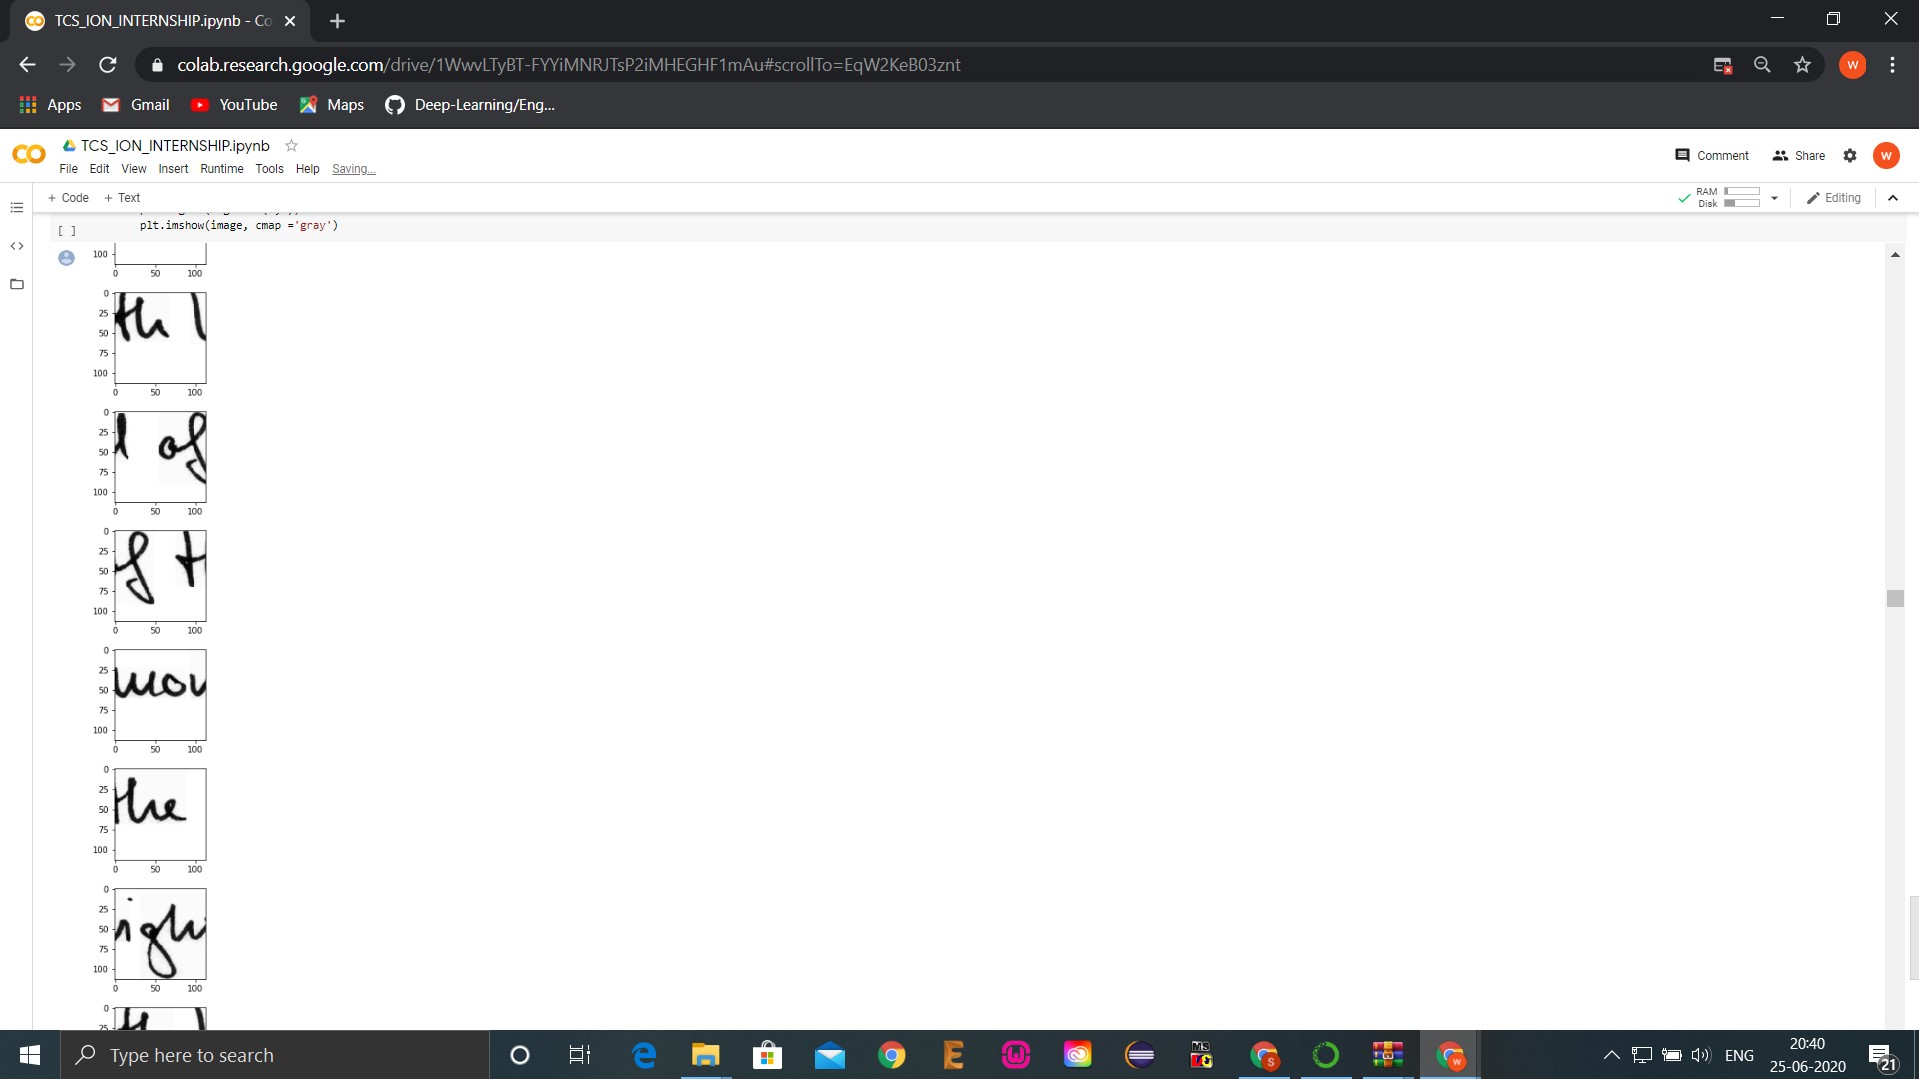 TCS_ION_INTERNSHIP.ipynb - Co
colab.research.google.com/drive/1WwvLTyBT-FYYiMNRJTsP2iMHEGHF1mAu#scrollTo=EqW2KeB03znt
W
Apps Gmail YouTube Maps Deep-Learning/Eng...
TCS_ION_INTERNSHIP.ipynb
File Edit View Insert Runtime Tools Help Saving...
Comment Share W
+ Code + Text
RAM
Disk
Editing
[ ] plt.imshow(image, cmap ='gray')
100
0 50 100
0
25
50
75
100
0 50 100
th
0
25
50
75
100
0 50 100
of
0
25
50
75
100
0 50 100
f t
0
25
50
75
100
0 50 100
mov
0
25
50
75
100
0 50 100
the
0
25
50
75
100
0 50 100
igh
0
25
Type here to search
ENG
20:40
25-06-2020
21